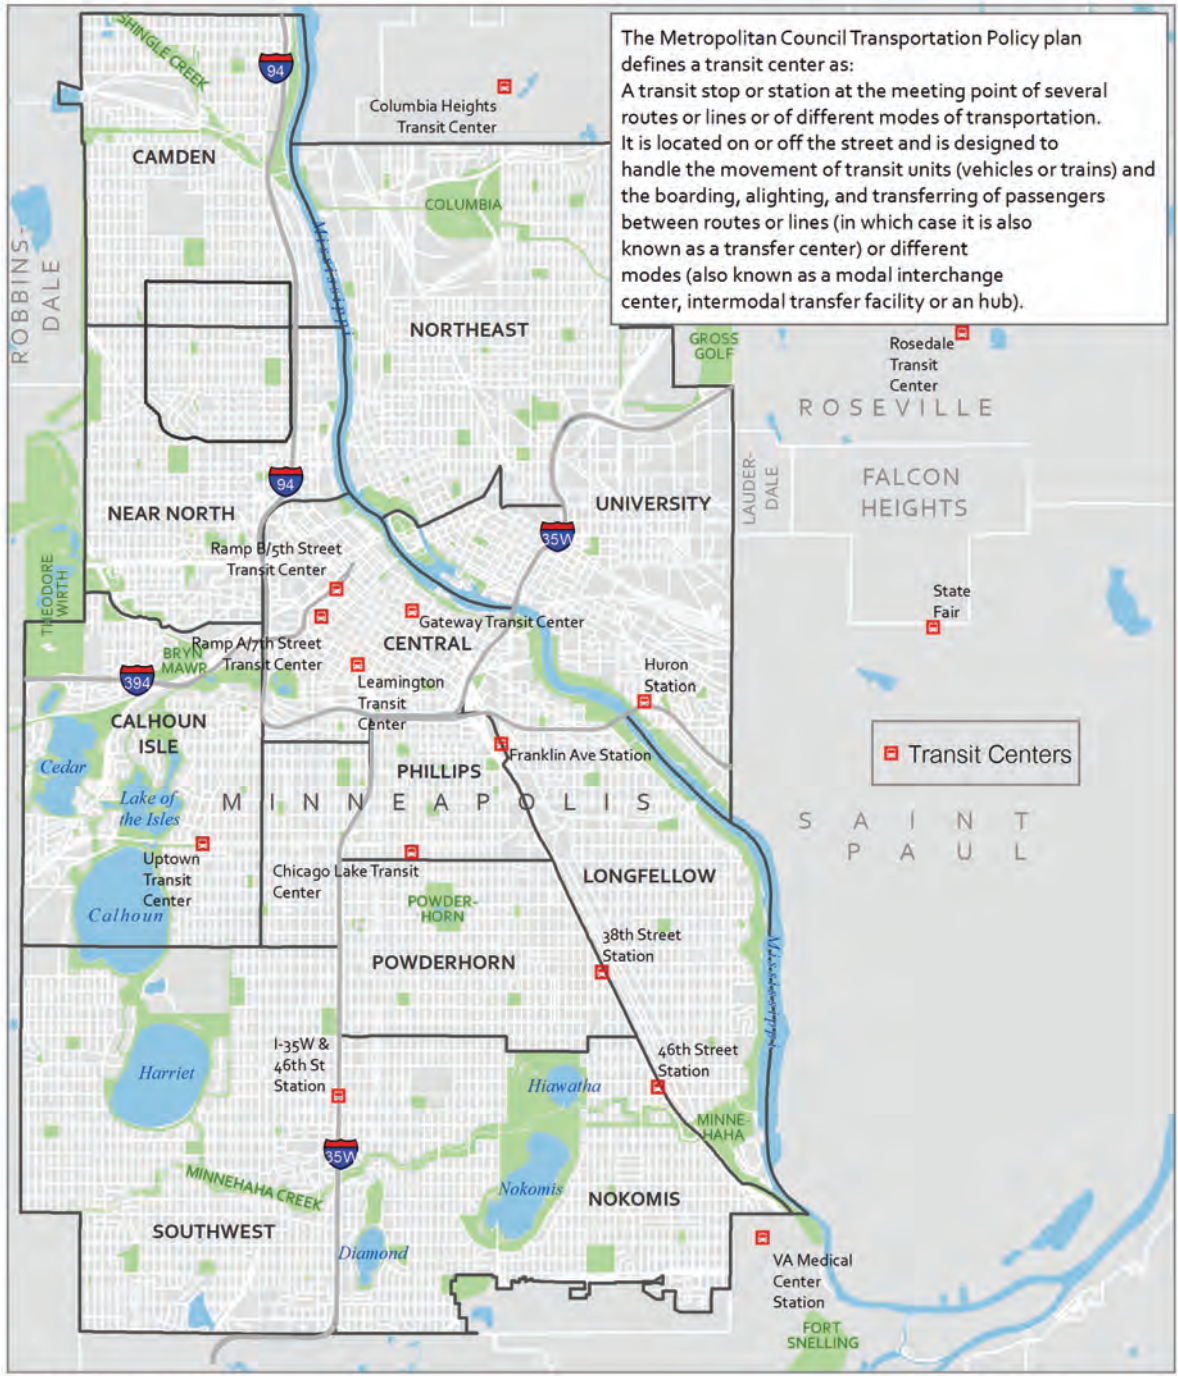 The Metropolitan Council Transportation Policy plan
defines a transit center as:
A transit stop or station at the meeting point of several
routes or lines or of different modes of transportation.
It is located on or off the street and is designed to
handle the movement of transit units (vehicles or trains) and
the boarding, alighting, and transferring of passengers
between routes or lines (in which case it is also
known as a transfer center) or different
modes (also known as a modal interchange
center, intermodal transfer facility or an hub).
SHINGLE CREEK
94
Columbia Heights
Transit Center
CAMDEN
COLUMBIA
ROBBINS-
DALE
Mississippi
NORTHEAST
GROSS
GOLF
Rosedale
Transit
Center
ROSEVILLE
94
NEAR NORTH
UNIVERSITY
LAUDER-
DALE
FALCON
HEIGHTS
35W
Ramp B/5th Street
Transit Center
THEODORE
WIRTH
State
Fair
Gateway Transit Center
Ramp A/7th Street
Transit Center
CENTRAL
BRYN
MAWR
394
Leamington
Transit
Center
Huron
Station
CALHOUN
ISLE
Franklin Ave Station
Transit Centers
Cedar
PHILLIPS
Lake of
the Isles
MINNEAPOLIS
SAINT
PAUL
Uptown
Transit
Center
Chicago Lake Transit
Center
LONGFELLOW
Calhoun
POWDER-
HORN
38th Street
Station
POWDERHORN
Mississippi
I-35W &
46th St
Station
46th Street
Station
Harriet
Hiawatha
MINNE-
HAHA
35W
MINNEHAHA CREEK
Nokomis
NOKOMIS
SOUTHWEST
Diamond
VA Medical
Center
Station
FORT
SNELLING